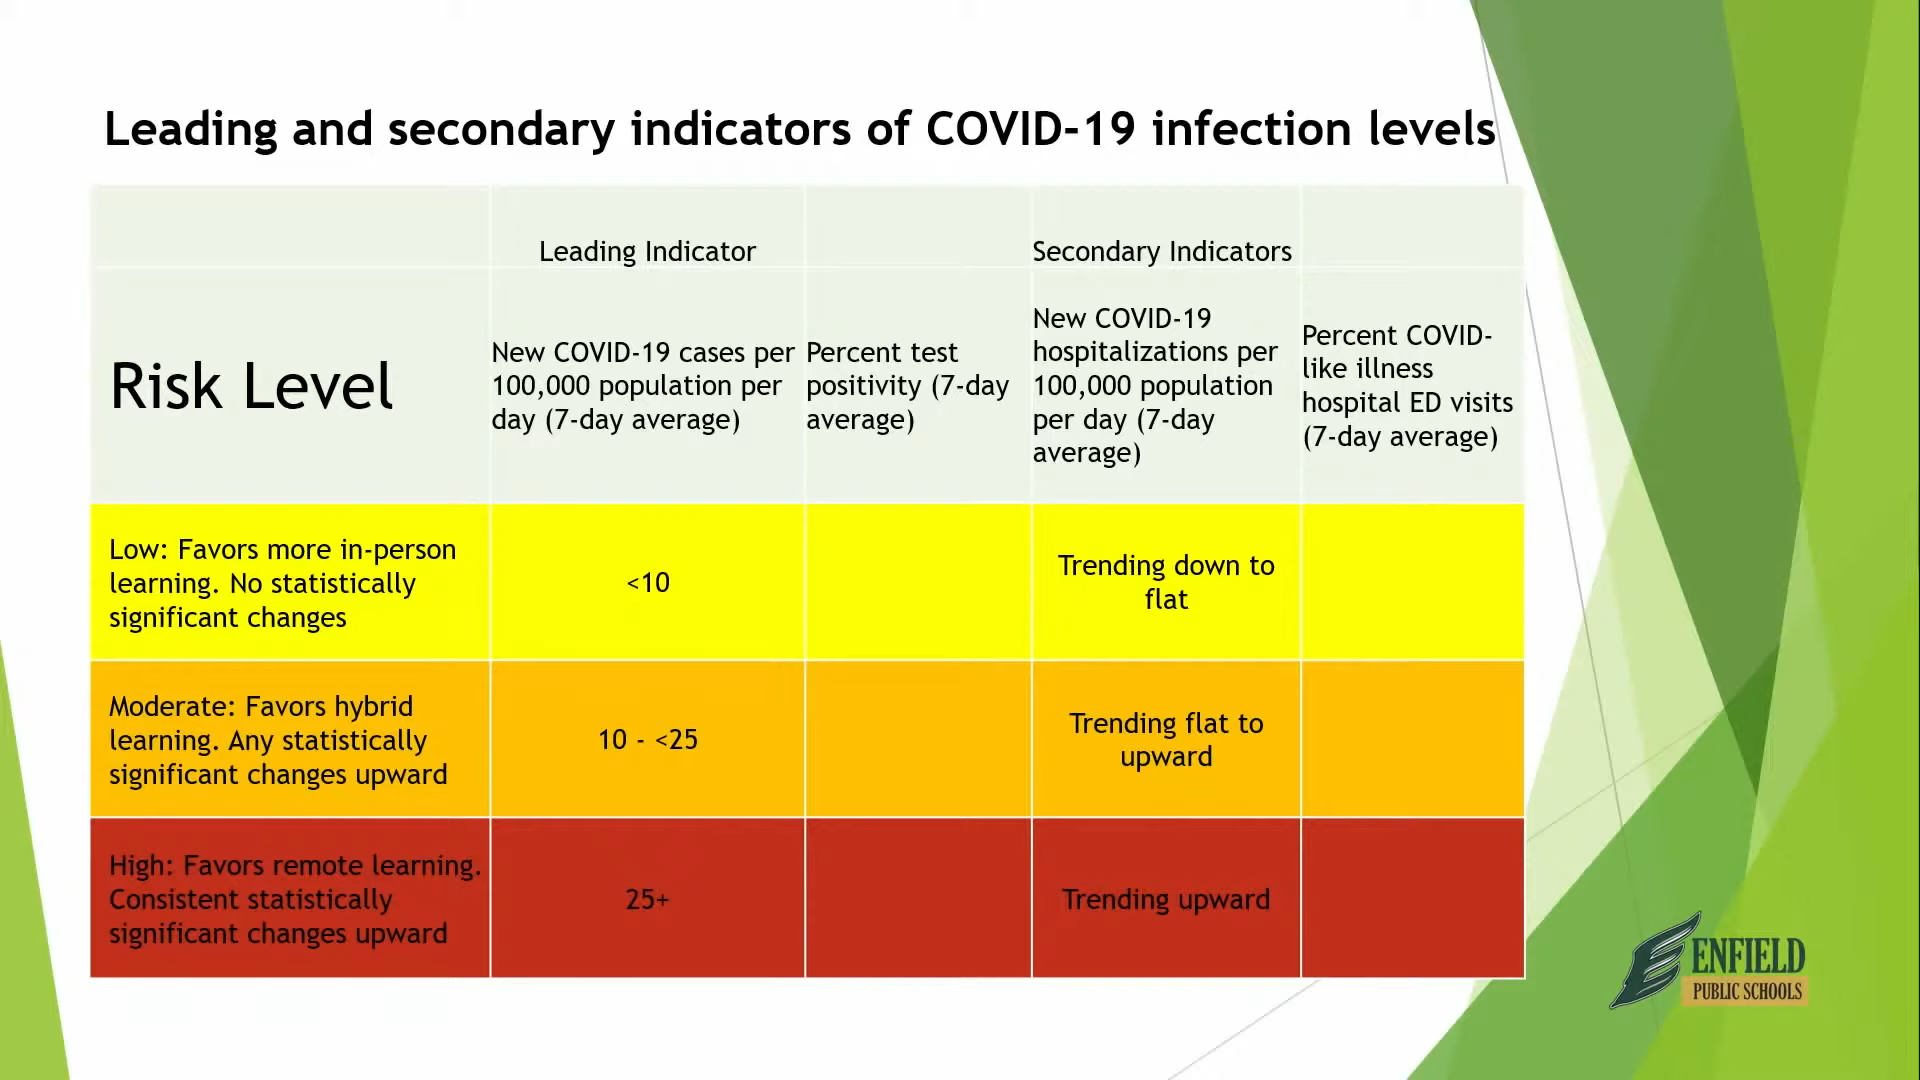 Leading and secondary indicators of COVID-19 infection levels
Leading Indicator
Secondary Indicators
Risk Level
New COVID-19 cases per
100,000 population per
day (7-day average)
Percent test
positivity (7-day
average)
New COVID-19
hospitalizations per
100,000 population
per day (7-day
average)
Percent COVID-
like illness
hospital ED visits
(7-day average)
Low: Favors more in-person
learning. No statistically
significant changes
<10
Trending down to
flat
Moderate: Favors hybrid
learning. Any statistically
significant changes upward
10 - <25
Trending flat to
upward
High: Favors remote learning.
Consistent statistically
significant changes upward
25+
Trending upward
ENFIELD
PUBLIC SCHOOLS